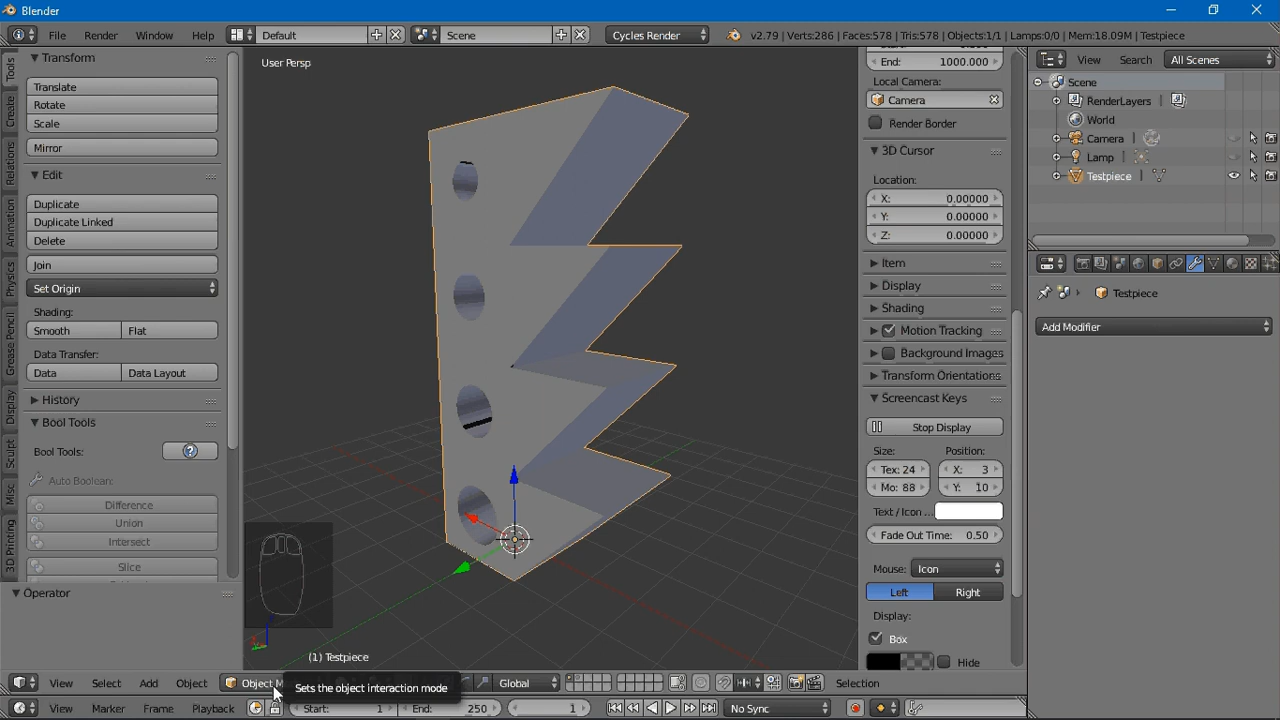 Blender
File Render Window Help Default Scene Cycles Render v2.79 | Verts:286 | Faces:578 | Tris:578 | Objects:1/1 | Lamps:0/0 | Mem:18.09M | Testpiece
Tools
Create
Relations
Animation
Physics
Grease Pencil
Display
Sculpt
Misc
3D Printing
Transform
Translate
Rotate
Scale
Mirror
Edit
Duplicate
Duplicate Linked
Delete
Join
Set Origin
Shading:
Smooth Flat
Data Transfer:
Data Data Layout
History
Bool Tools
Bool Tools:
Auto Boolean:
Difference
Union
Intersect
Slice
Operator
User Persp
(1) Testpiece
End: 1000.000
Local Camera:
Camera
Render Border
3D Cursor
Location:
X: 0.00000
Y: 0.00000
Z: 0.00000
Item
Display
Shading
Motion Tracking
Background Images
Transform Orientations
Screencast Keys
Stop Display
Size: Position:
Tex: 24 X: 3
Mo: 88 Y: 10
Text / Icon ...
Fade Out Time: 0.50
Mouse: Icon
Left Right
Display:
Box
Hide
View Search All Scenes
Scene
RenderLayers
World
Camera
Lamp
Testpiece
Testpiece
Add Modifier
View Select Add Object Object M Global Selection
Sets the object interaction mode
View Marker Frame Playback Start: 1 End: 250 1 No Sync